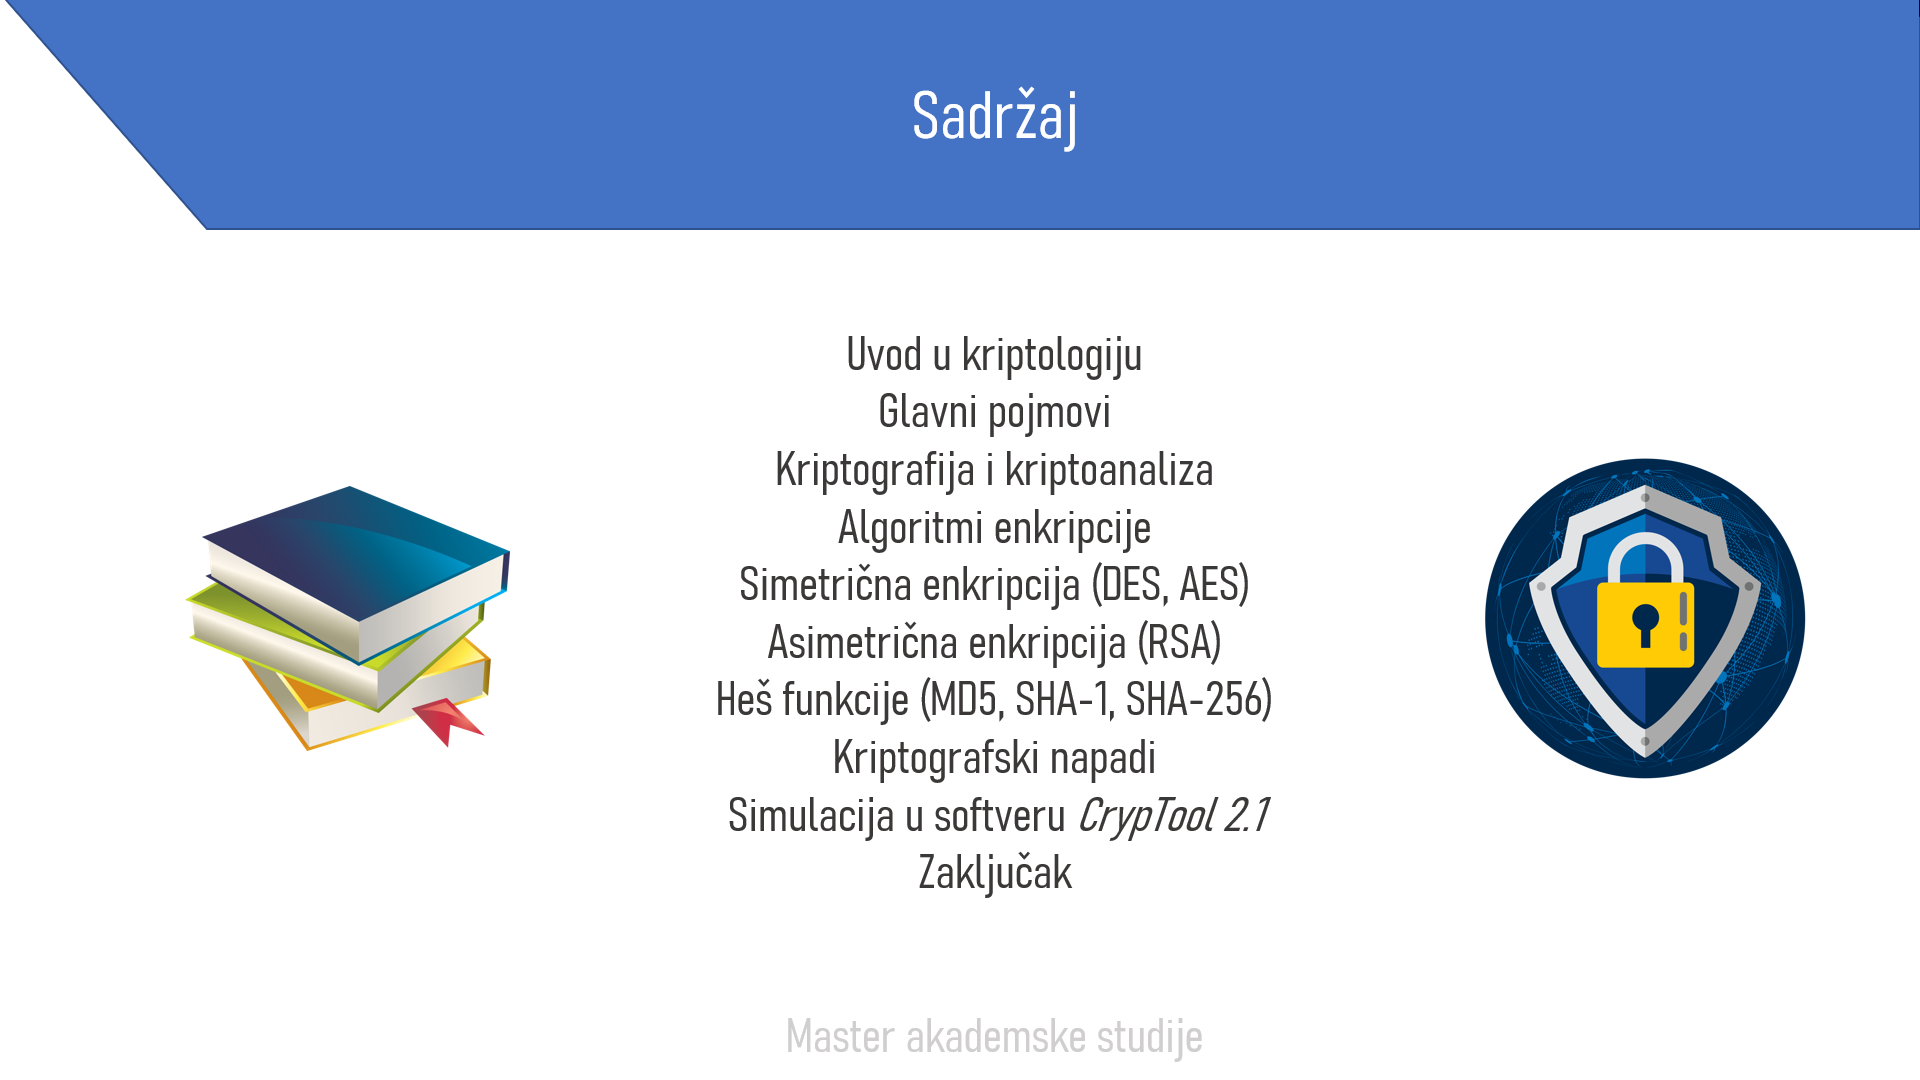 Sadržaj
Uvod u kriptologiju
Glavni pojmovi
Kriptografija i kriptoanaliza
Algoritmi enkripcije
Simetrična enkripcija (DES, AES)
Asimetrična enkripcija (RSA)
Heš funkcije (MD5, SHA-1, SHA-256)
Kriptografski napadi
Simulacija u softveru CrypTool 2.1
Zaključak
Master akademske studije